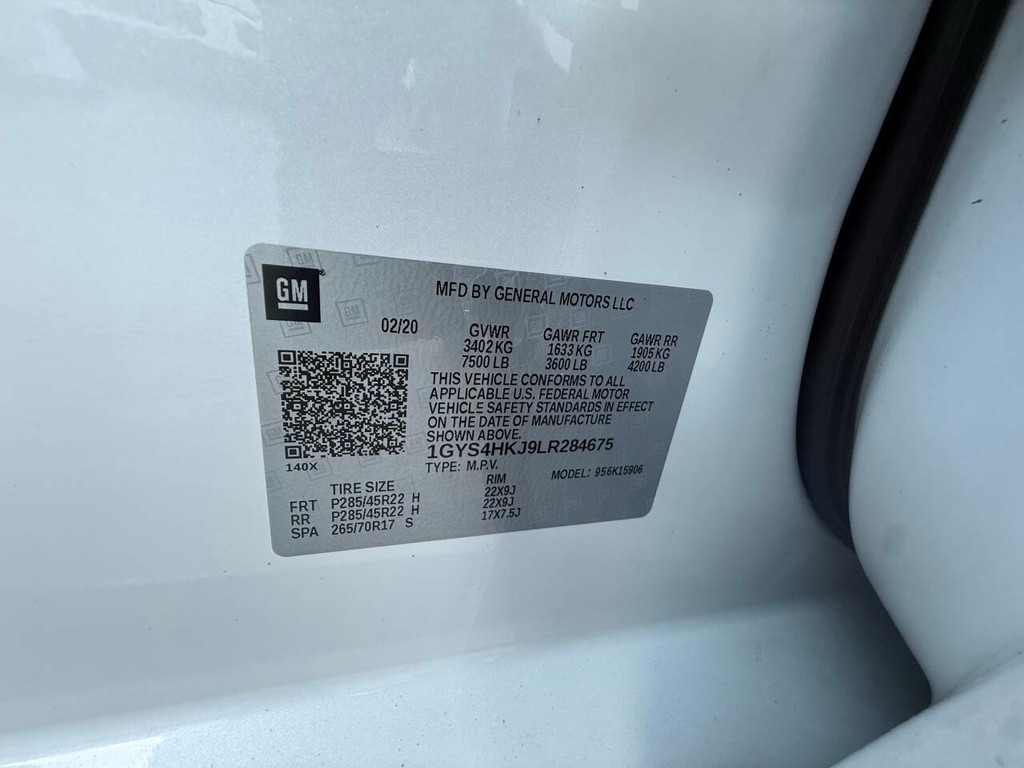 GM
MFD BY GENERAL MOTORS LLC
02/20 GVWR GAWR FRT GAWR RR
3402 KG 1633 KG 1905 KG
7500 LB 3600 LB 4200 LB
THIS VEHICLE CONFORMS TO ALL
APPLICABLE U.S. FEDERAL MOTOR
VEHICLE SAFETY STANDARDS IN EFFECT
ON THE DATE OF MANUFACTURE
SHOWN ABOVE.
1GYS4HKJ9LR284675
140X
TYPE: M.P.V. MODEL: 956K15906
TIRE SIZE RIM
FRT P285/45R22 H 22X9J
RR P285/45R22 H 22X9J
SPA 265/70R17 S 17X7.5J